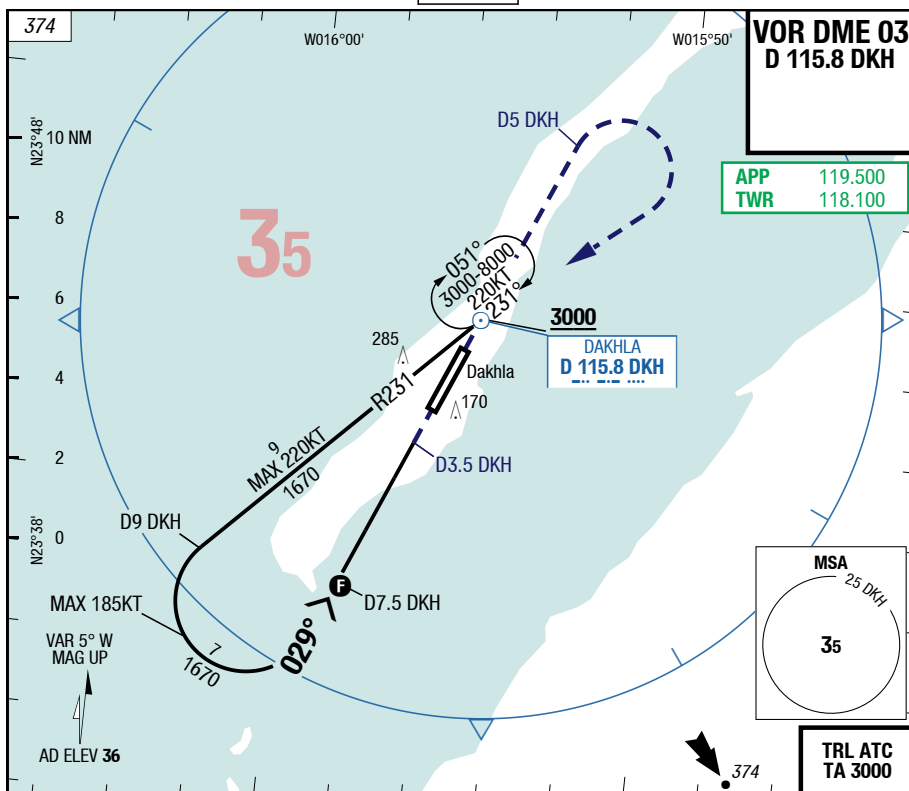 374
W016°00'
W015°50'
VOR DME 03
D 115.8 DKH
D5 DKH
N23°48'
10 NM
APP 119.500
TWR 118.100
8
35
051°
3000-8000
220KT
231°
6
3000
DAKHLA
D 115.8 DKH
285
Dakhla
4
R231
170
9
MAX 220KT
1670
2
D3.5 DKH
D9 DKH
N23°38'
0
MSA
25 DKH
35
F
D7.5 DKH
MAX 185KT
029°
7
1670
VAR 5° W
MAG UP
AD ELEV 36
374
TRL ATC
TA 3000